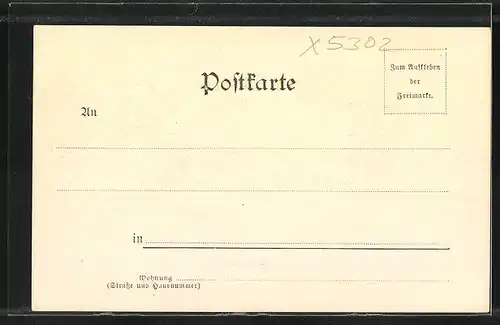 X5302
Zum Aufkleben
der
Freimarke.
Postkarte
An
in
Wohnung
(Straße und Hausnummer)